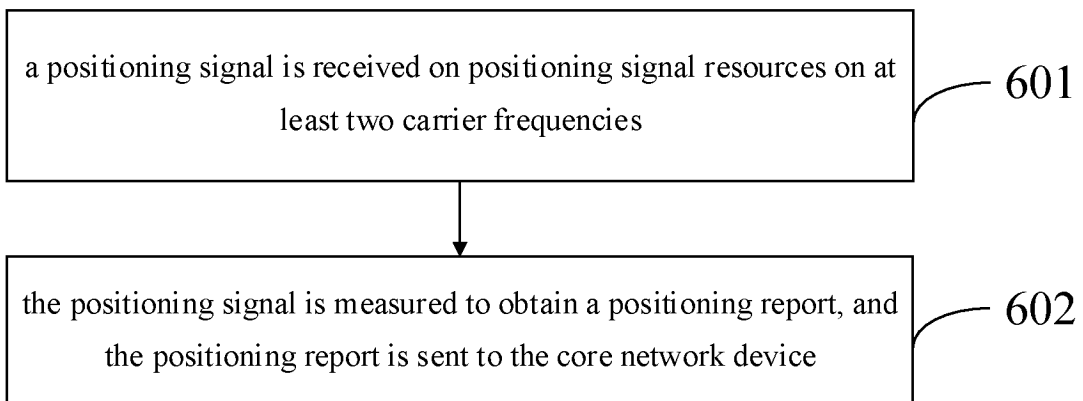 a positioning signal is received on positioning signal resources on at
least two carrier frequencies
601
the positioning signal is measured to obtain a positioning report, and
the positioning report is sent to the core network device
602